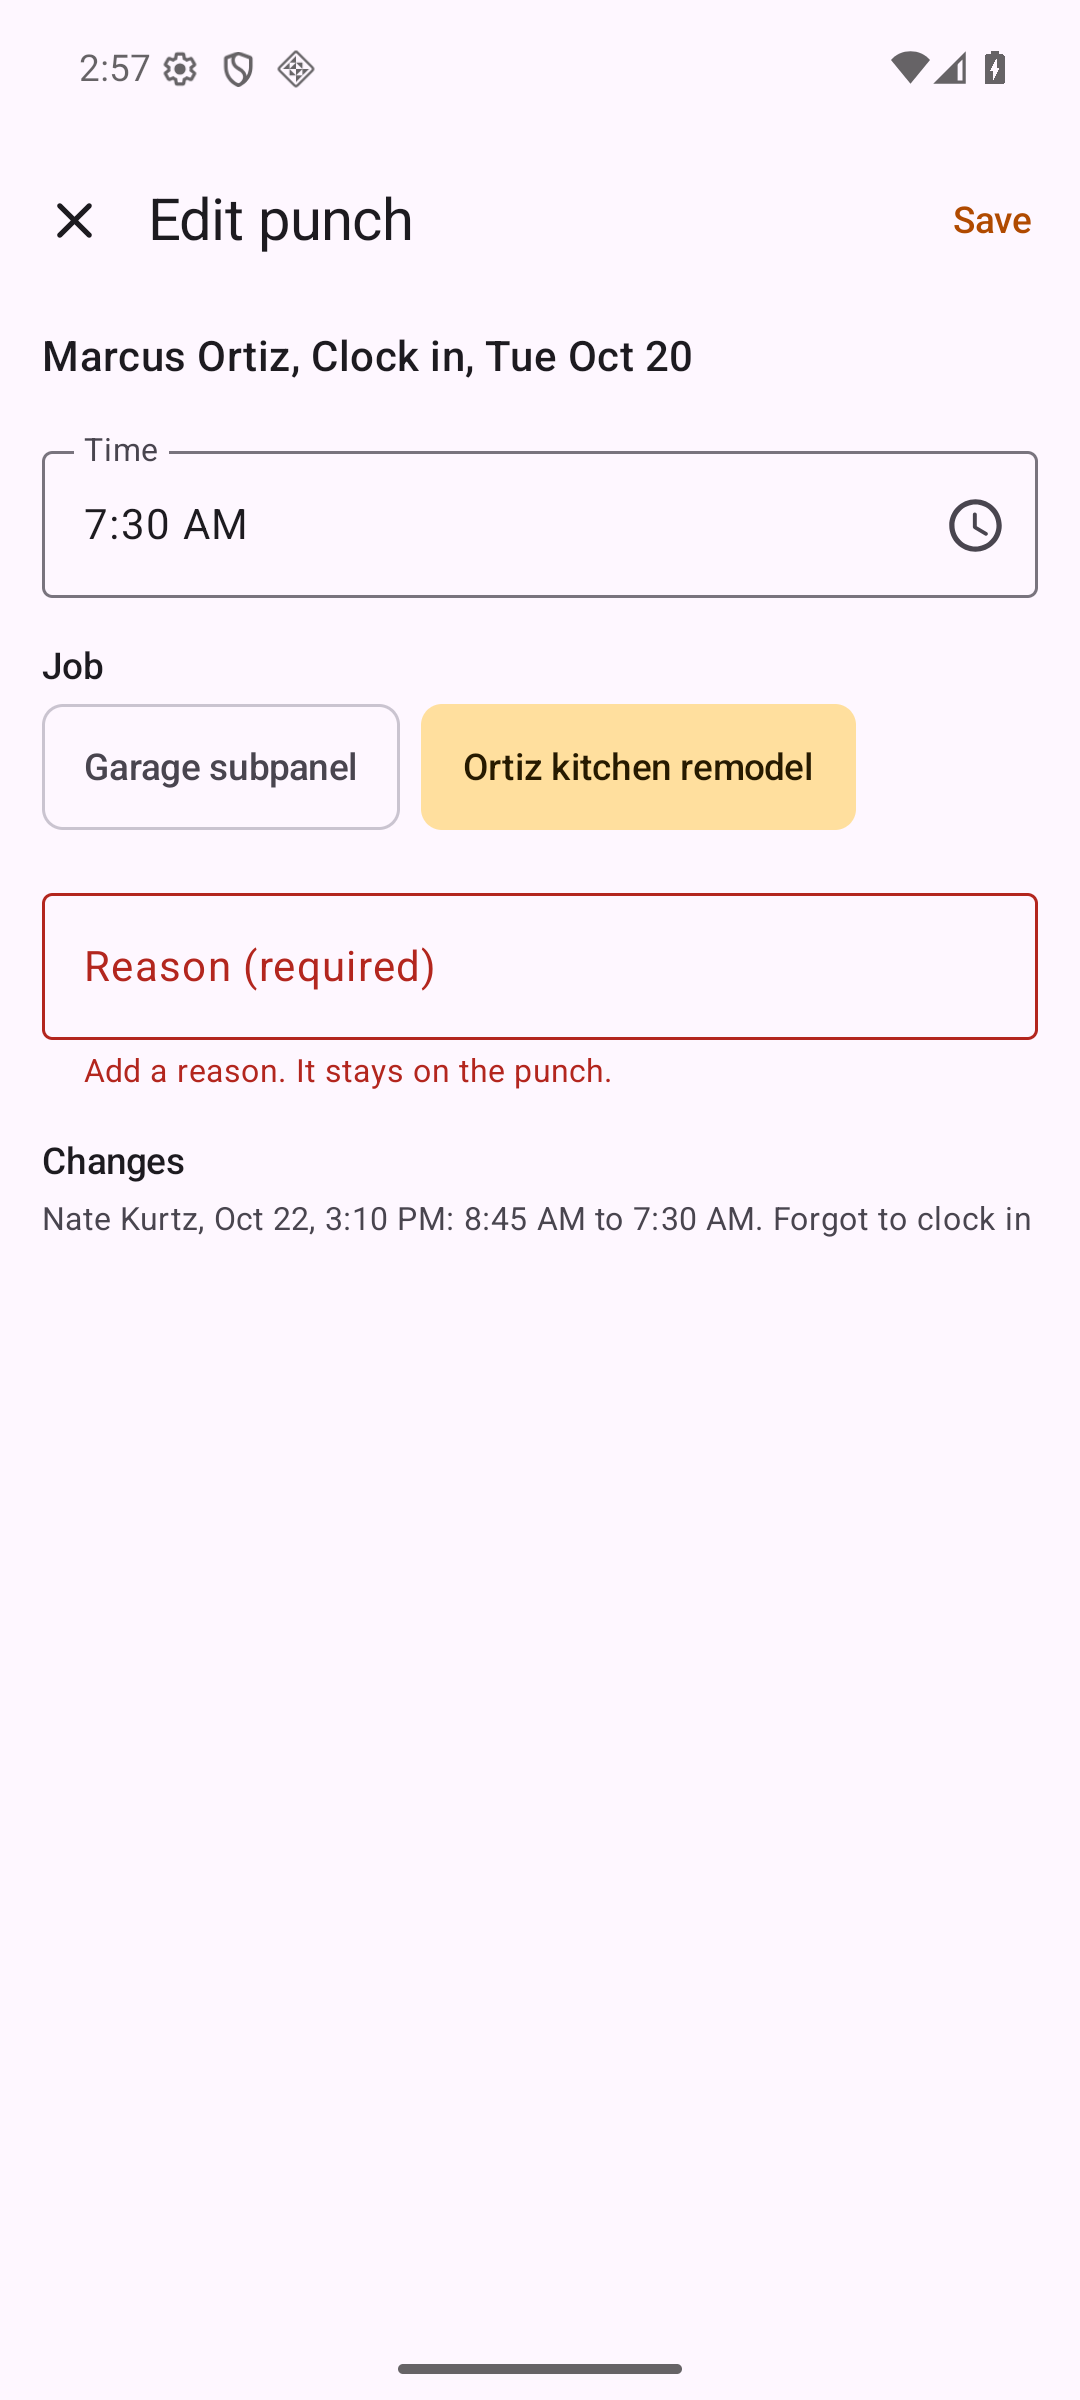 2:57
Edit punch
Save
Marcus Ortiz, Clock in, Tue Oct 20
Time
7:30 AM
Job
Garage subpanel
Ortiz kitchen remodel
Reason (required)
Add a reason. It stays on the punch.
Changes
Nate Kurtz, Oct 22, 3:10 PM: 8:45 AM to 7:30 AM. Forgot to clock in